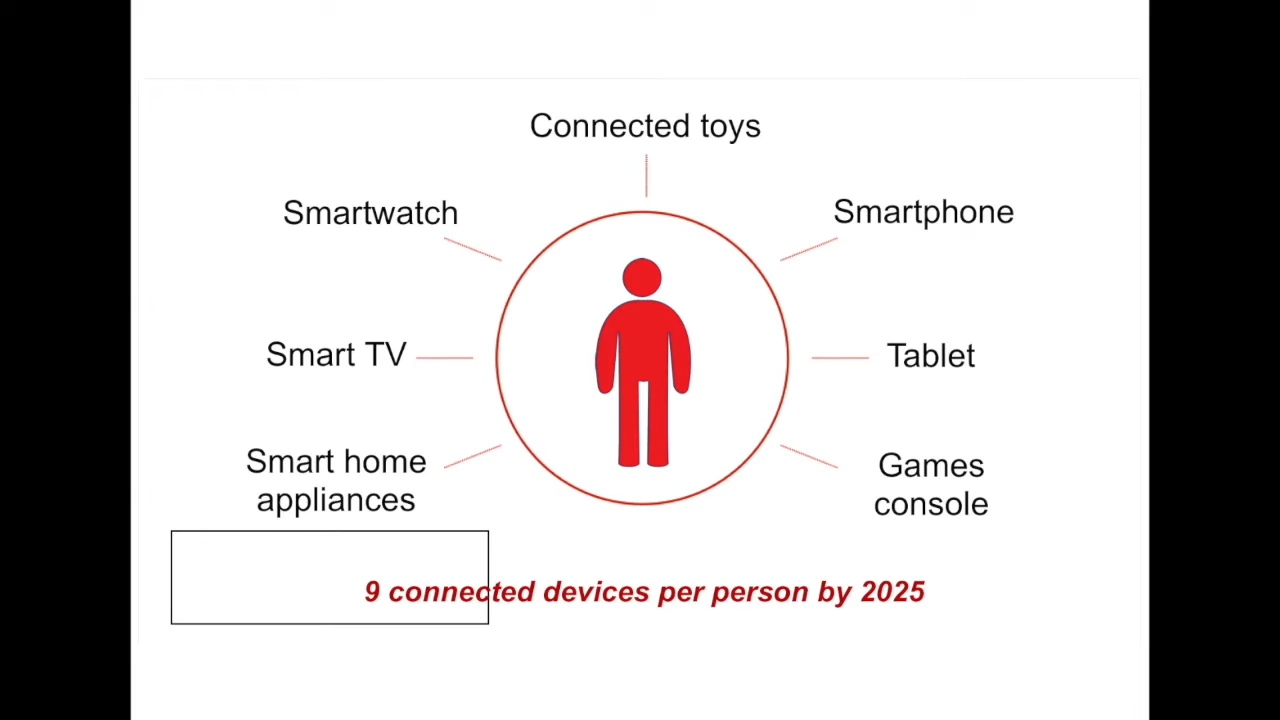 Connected toys
Smartwatch
Smartphone
Smart TV
Tablet
Smart home
appliances
Games
console
9 connected devices per person by 2025